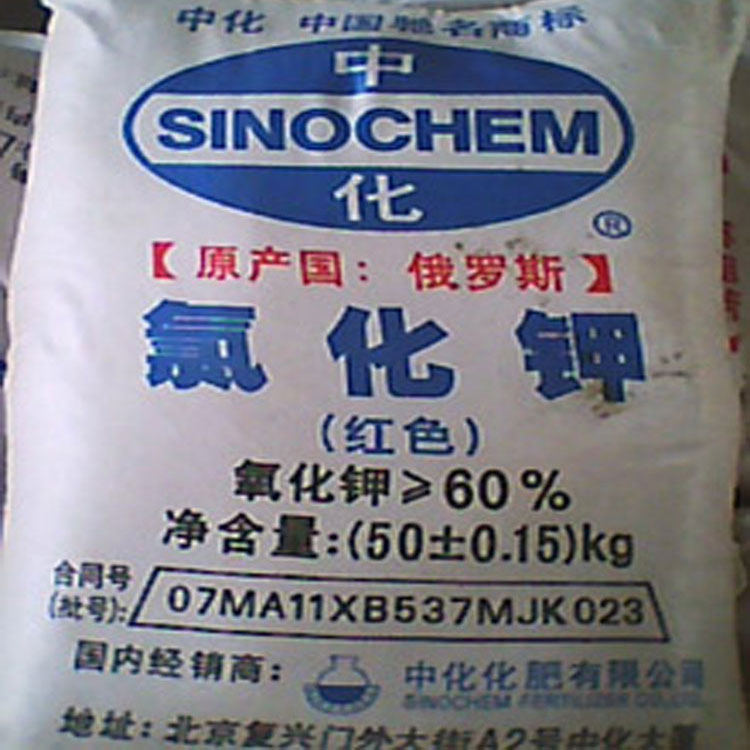 中化 中国驰名商标
中
SINOCHEM
化
®
【原产国：俄罗斯】
氯化钾
(红色)
氧化钾≥60%
净含量:(50±0.15)kg
合同号
(批号):
07MA11XB537MJK023
国内经销商:
中化化肥有限公司
SINOCHEM FERTILIZER CO.,LTD.
地址:北京复兴门外大街A2号中化大厦